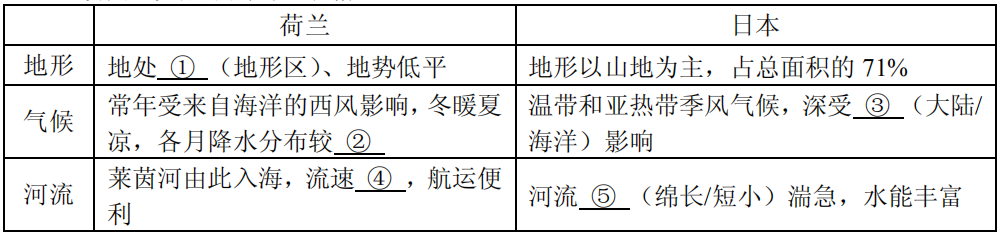 荷兰 日本
地形 地处 ① （地形区）、地势低平 地形以山地为主，占总面积的 71%
气候 常年受来自海洋的西风影响，冬暖夏凉，各月降水分布较 ② 温带和亚热带季风气候，深受 ③ （大陆/海洋）影响
河流 莱茵河由此入海，流速 ④ ，航运便利 河流 ⑤ （绵长/短小）湍急，水能丰富